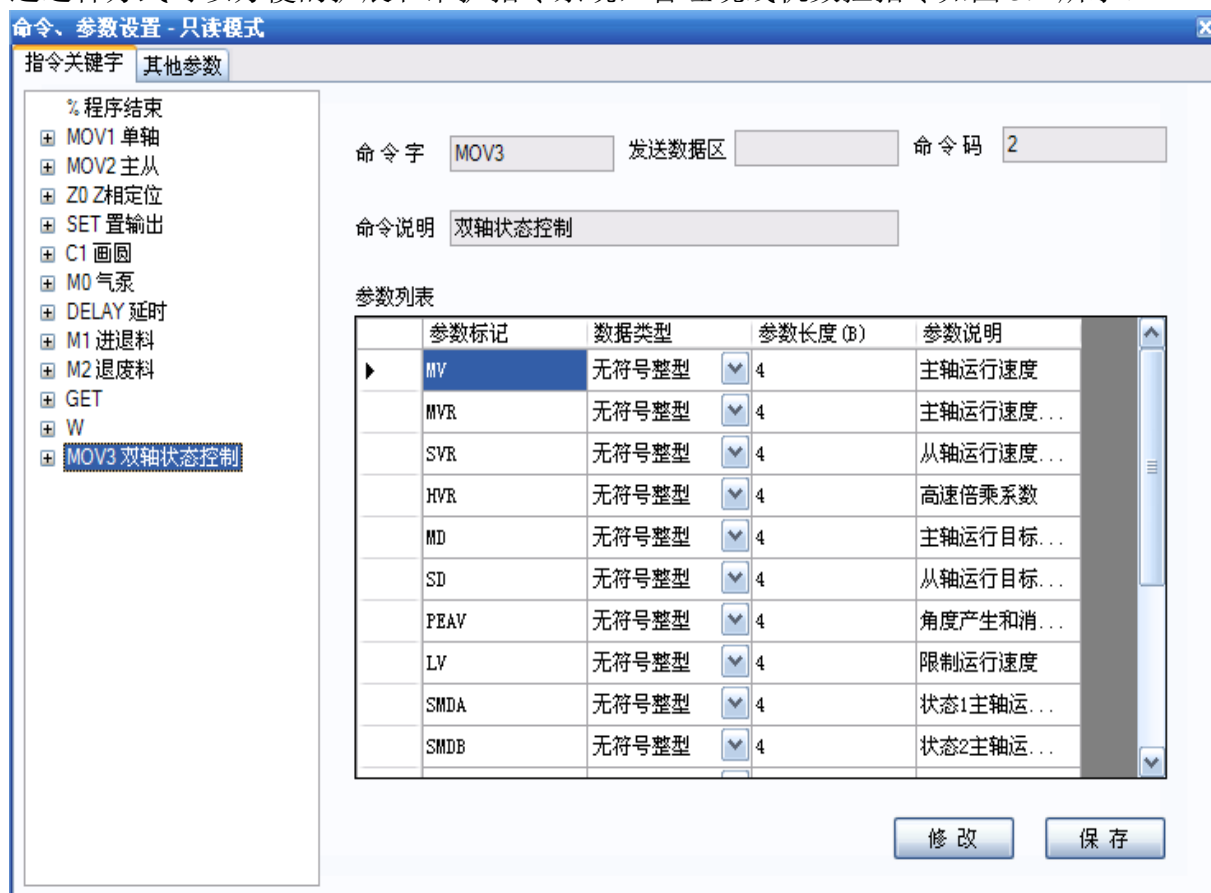 命令、参数设置 - 只读模式
指令关键字 其他参数
% 程序结束
MOV1 单轴
MOV2 主从
Z0 Z相定位
SET 置输出
C1 画圆
M0 气泵
DELAY 延时
M1 进退料
M2 退废料
GET
W
MOV3 双轴状态控制
命 令 字 MOV3 发送数据区 命 令 码 2
命令说明 双轴状态控制
参数列表
参数标记 数据类型 参数长度(B) 参数说明
MV 无符号整型 4 主轴运行速度
MVR 无符号整型 4 主轴运行速度...
SVR 无符号整型 4 从轴运行速度...
HVR 无符号整型 4 高速倍乘系数
MD 无符号整型 4 主轴运行目标...
SD 无符号整型 4 从轴运行目标...
PEAV 无符号整型 4 角度产生和消...
LV 无符号整型 4 限制运行速度
SMDA 无符号整型 4 状态1主轴运...
SMDB 无符号整型 4 状态2主轴运...
修 改 保 存